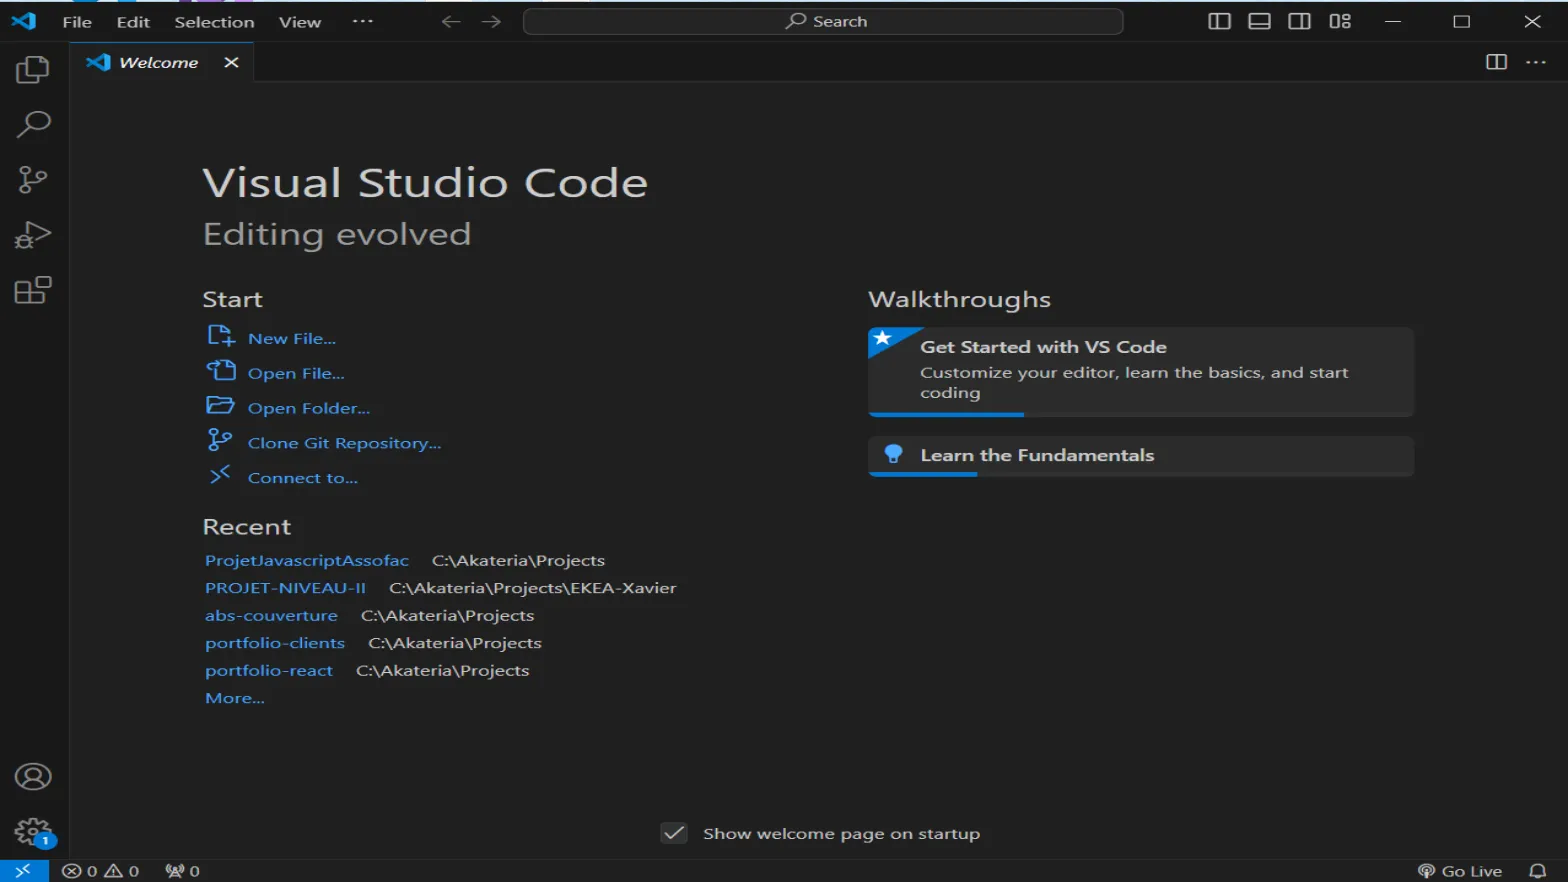 File Edit Selection View ···
Search
Welcome
Visual Studio Code
Editing evolved
Start
New File...
Open File...
Open Folder...
Clone Git Repository...
Connect to...
Recent
ProjetJavascriptAssofac C:\Akateria\Projects
PROJET-NIVEAU-II C:\Akateria\Projects\EKEA-Xavier
abs-couverture C:\Akateria\Projects
portfolio-clients C:\Akateria\Projects
portfolio-react C:\Akateria\Projects
More...
Walkthroughs
Get Started with VS Code
Customize your editor, learn the basics, and start
coding
Learn the Fundamentals
Show welcome page on startup
1
0 0 0
Go Live